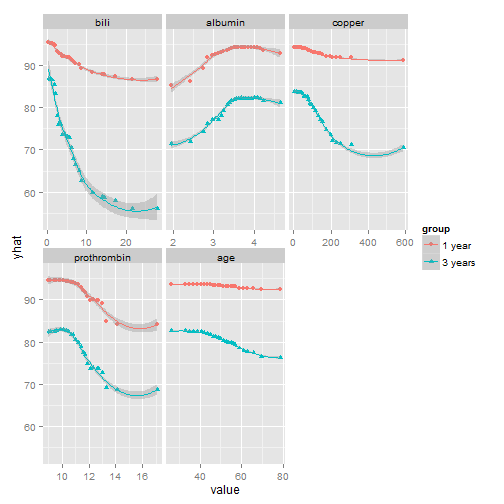 bili albumin copper
90
80
70
60
0 10 20
2 3 4
0 200 400 600
yhat
group
1 year
3 years
prothrombin age
90
80
70
60
10 12 14 16
40 60 80
value